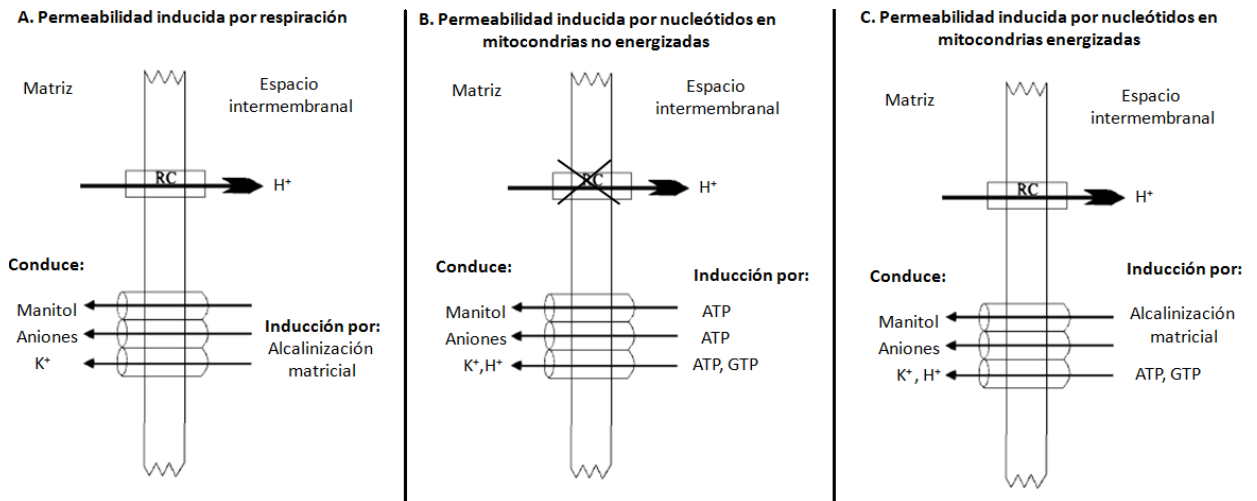 A. Permeabilidad inducida por respiración
Matriz
Espacio
intermembranal
RC
H⁺
Conduce:
Manitol
Aniones
K⁺
Inducción por:
Alcalinización
matricial
B. Permeabilidad inducida por nucleótidos en
mitocondrias no energizadas
Matriz
Espacio
intermembranal
RC
H⁺
Conduce:
Inducción por:
Manitol
ATP
Aniones
ATP
K⁺,H⁺
ATP, GTP
C. Permeabilidad inducida por nucleótidos en
mitocondrias energizadas
Matriz
Espacio
intermembranal
RC
H⁺
Conduce:
Inducción por:
Manitol
Alcalinización
matricial
Aniones
K⁺ , H⁺
ATP, GTP